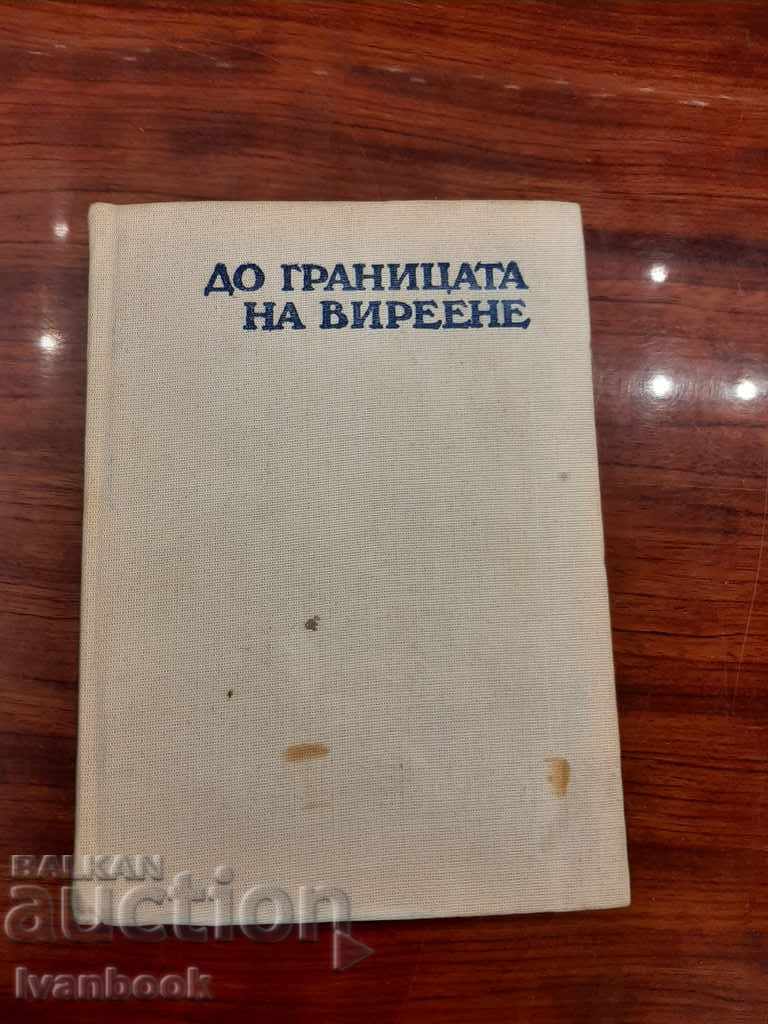 ДО ГРАНИЦАТА
НА ВИРЕЕНЕ
BALKAN
auction
Ivanbook